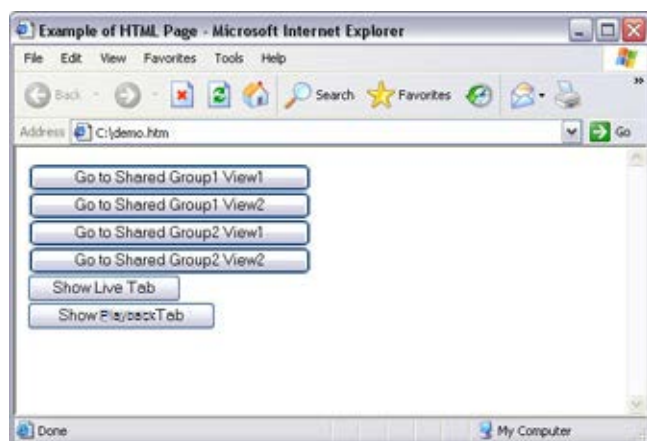 Example of HTML Page - Microsoft Internet Explorer
File Edit View Favorites Tools Help
Back Search Favorites »
Address C:\demo.htm Go
Go to Shared Group1 View1
Go to Shared Group1 View2
Go to Shared Group2 View1
Go to Shared Group2 View2
Show Live Tab
Show Playback Tab
Done My Computer